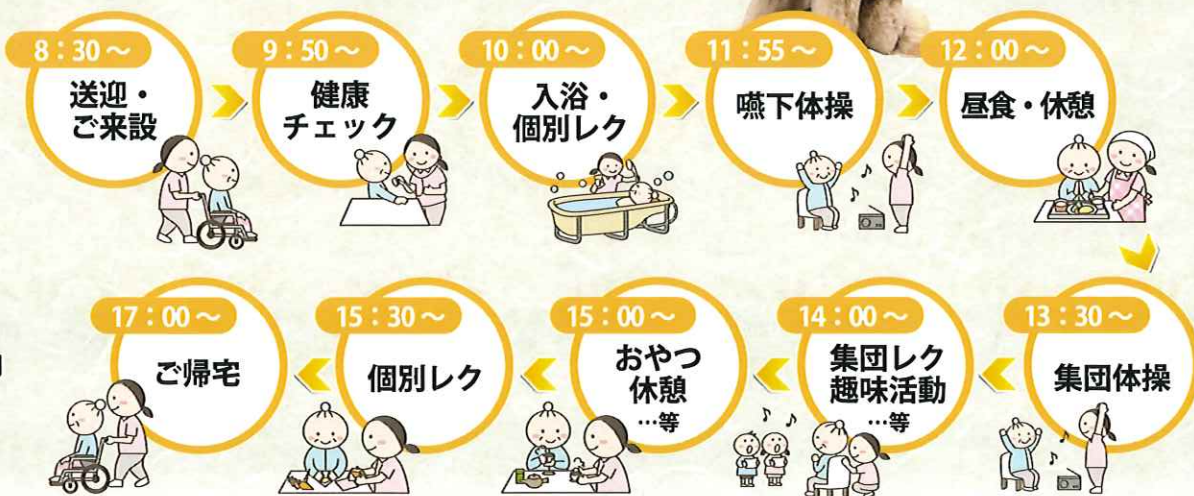 8：30～
送迎・
ご来設
9：50～
健康
チェック
10：00～
入浴・
個別レク
11：55～
嚥下体操
12：00～
昼食・休憩
13：30～
集団体操
14：00～
集団レク
趣味活動
…等
15：00～
おやつ
休憩
…等
15：30～
個別レク
17：00～
ご帰宅